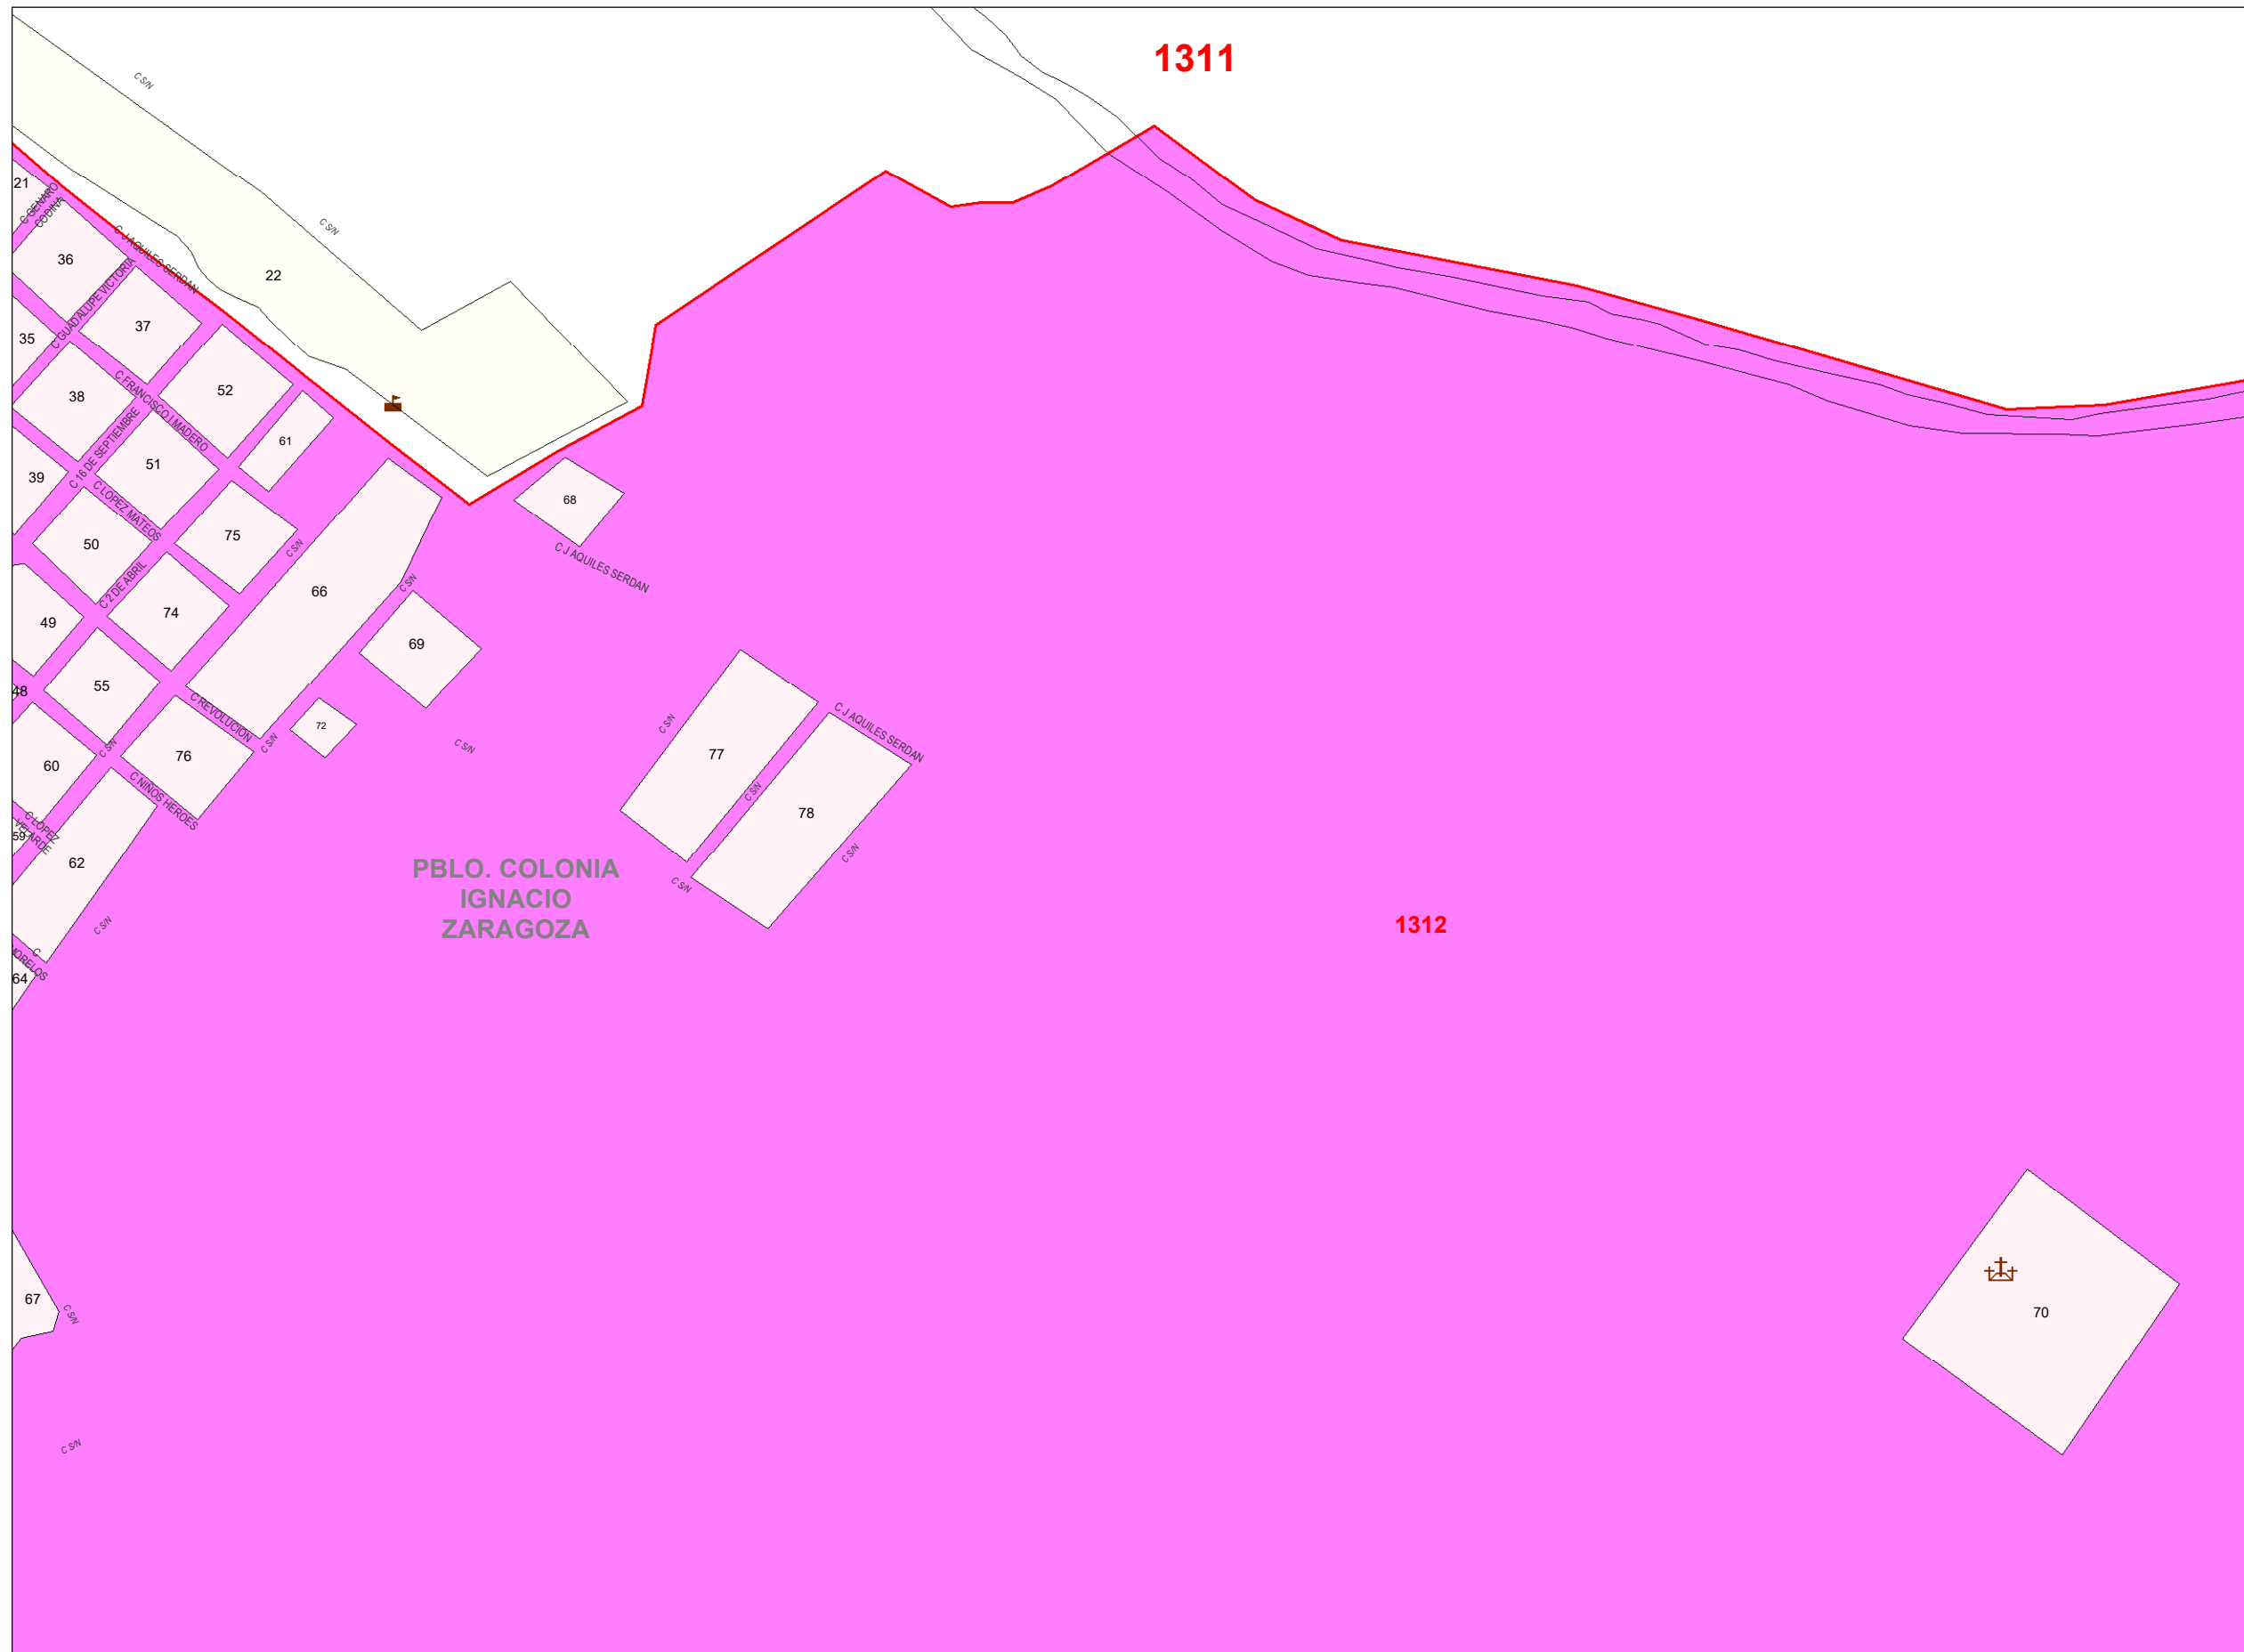 1311
C S/N
C S/N
21
C GENARO
CODINA
C J AQUILES SERDAN
36
22
C GUADALUPE VICTORIA
37
35
C FRANCISCO I MADERO
52
38
C 16 DE SEPTIEMBRE
61
51
39
C LOPEZ MATEOS
68
75
50
C S/N
C J AQUILES SERDAN
C 2 DE ABRIL
66
C S/N
74
49
69
55
48
C REVOLUCION
72
C S/N
C S/N
C S/N
C S/N
C J AQUILES SERDAN
77
76
60
C NIÑOS HEROES
C S/N
78
C LOPEZ
VELARDE
59
62
C S/N
PBLO. COLONIA
IGNACIO
ZARAGOZA
C S/N
C S/N
1312
C
MORELOS
64
67
C S/N
70
C S/N